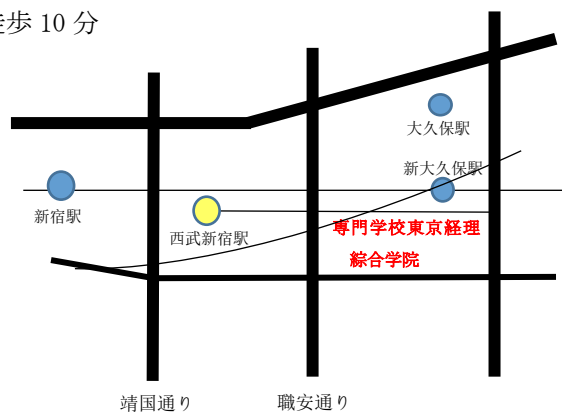 徒歩 10 分
大久保駅
新大久保駅
新宿駅
西武新宿駅
専門学校東京経理
綜合学院
靖国通り
職安通り